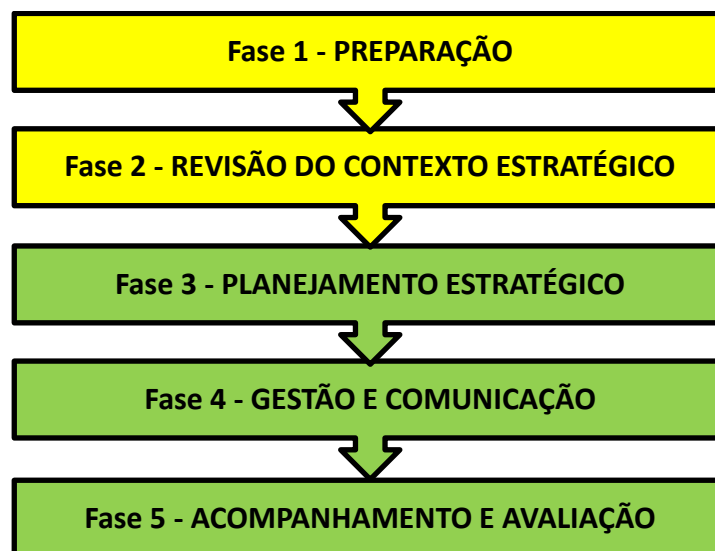 Fase 1 - PREPARAÇÃO
Fase 2 - REVISÃO DO CONTEXTO ESTRATÉGICO
Fase 3 - PLANEJAMENTO ESTRATÉGICO
Fase 4 - GESTÃO E COMUNICAÇÃO
Fase 5 - ACOMPANHAMENTO E AVALIAÇÃO